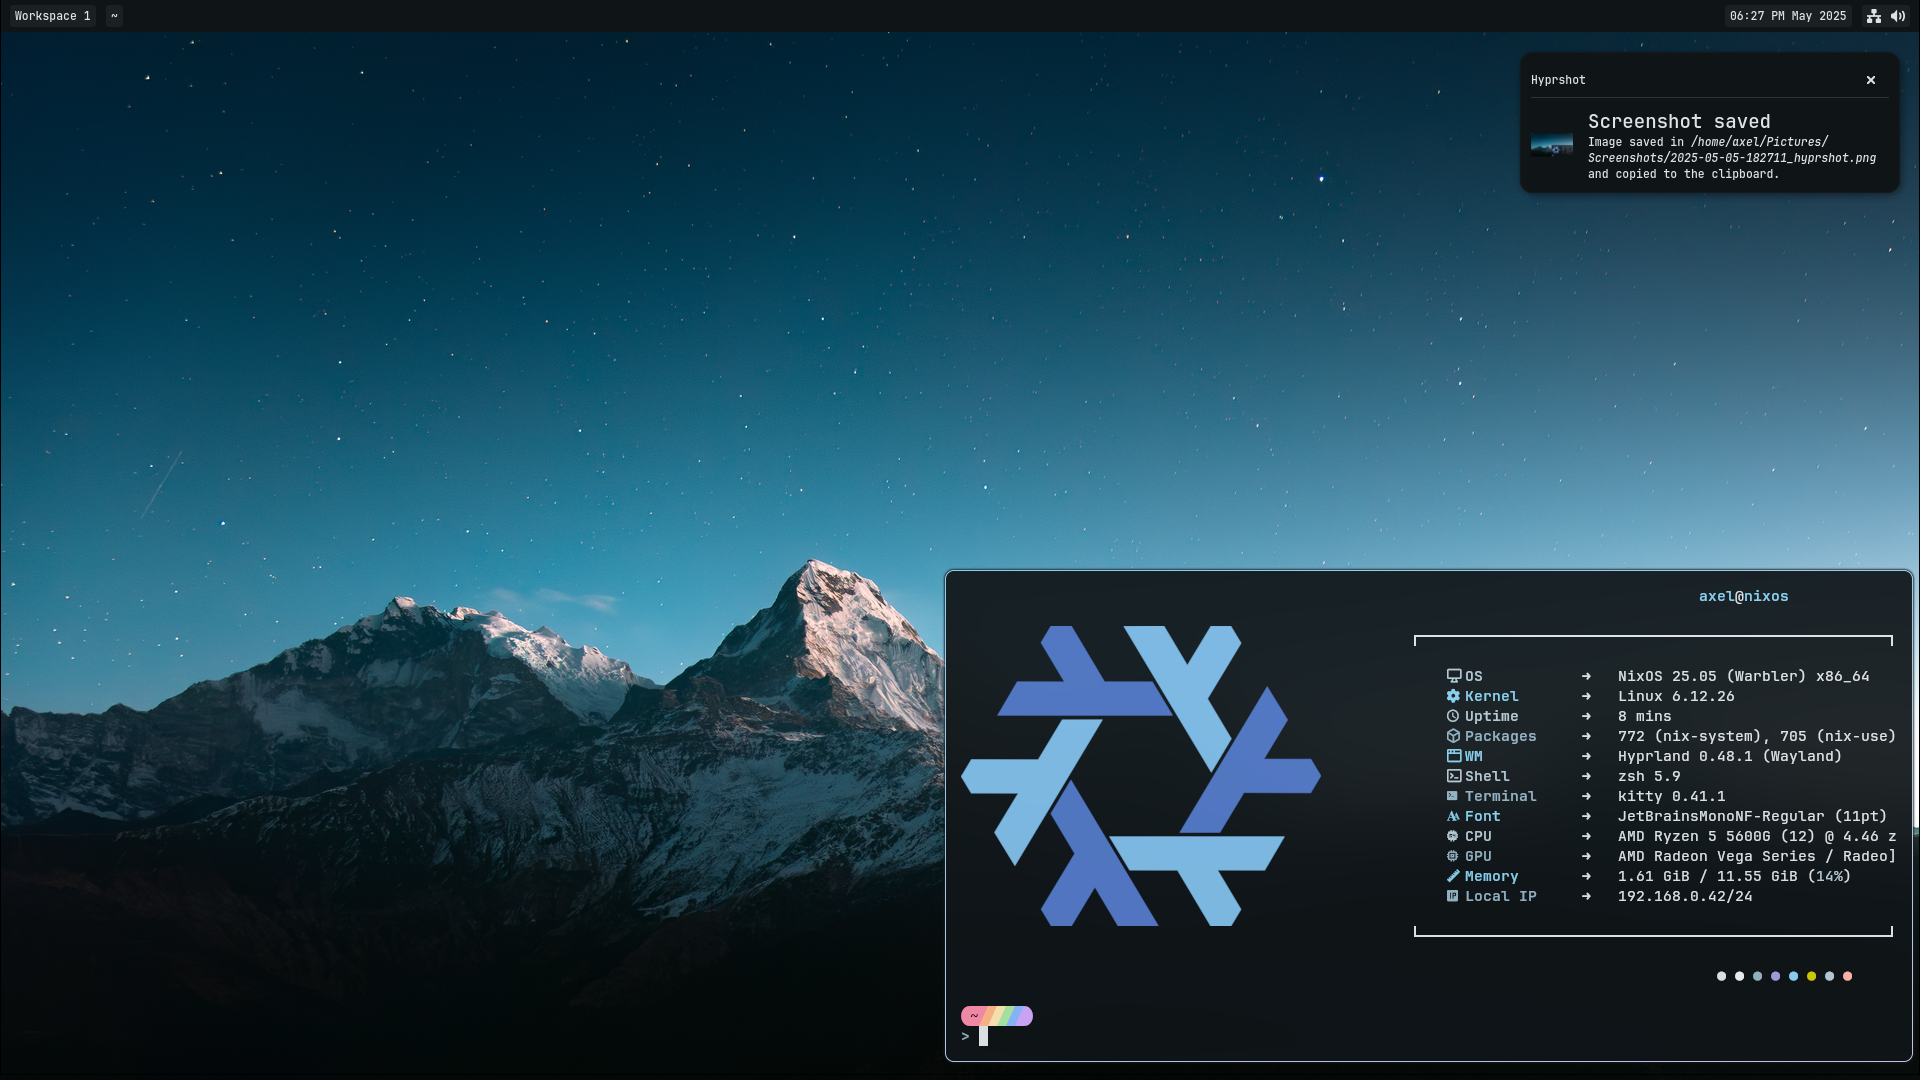 Workspace 1 ~ 06:27 PM May 2025
Hyprshot
Screenshot saved
Image saved in /home/axel/Pictures/
Screenshots/2025-05-05-182711_hyprshot.png
and copied to the clipboard.
axel@nixos
OS ➜ NixOS 25.05 (Warbler) x86_64
Kernel ➜ Linux 6.12.26
Uptime ➜ 8 mins
Packages ➜ 772 (nix-system), 705 (nix-use)
WM ➜ Hyprland 0.48.1 (Wayland)
Shell ➜ zsh 5.9
Terminal ➜ kitty 0.41.1
Font ➜ JetBrainsMonoNF-Regular (11pt)
CPU ➜ AMD Ryzen 5 5600G (12) @ 4.46 z
GPU ➜ AMD Radeon Vega Series / Radeo]
Memory ➜ 1.61 GiB / 11.55 GiB (14%)
Local IP ➜ 192.168.0.42/24
~
>